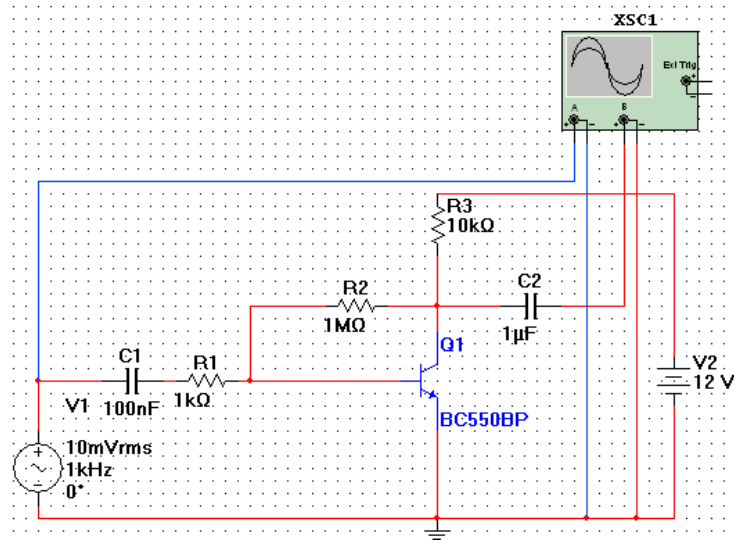 XSC1
Ext Trig
+
-
A
B
+ -
+ -
R3
10kΩ
R2
1MΩ
C2
1µF
Q1
C1
R1
V1
100nF
1kΩ
BC550BP
V2
12 V
10mVrms
1kHz
0°
+
-